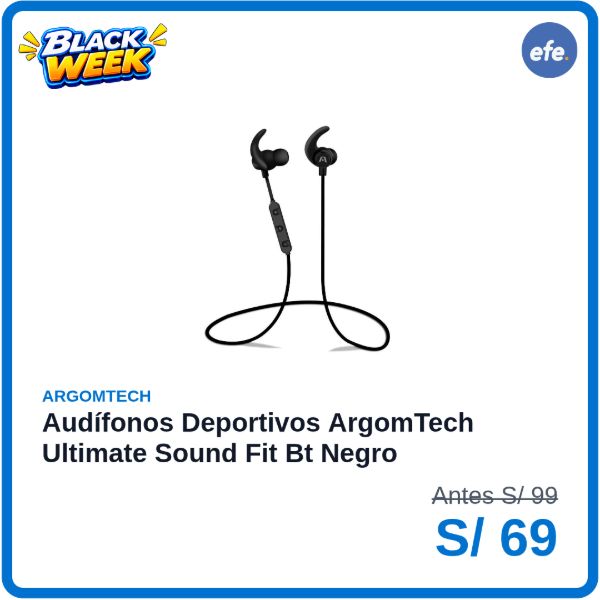 BLACK
WEEK
efe.
ARGOMTECH
Audífonos Deportivos ArgomTech
Ultimate Sound Fit Bt Negro
Antes S/ 99
S/ 69